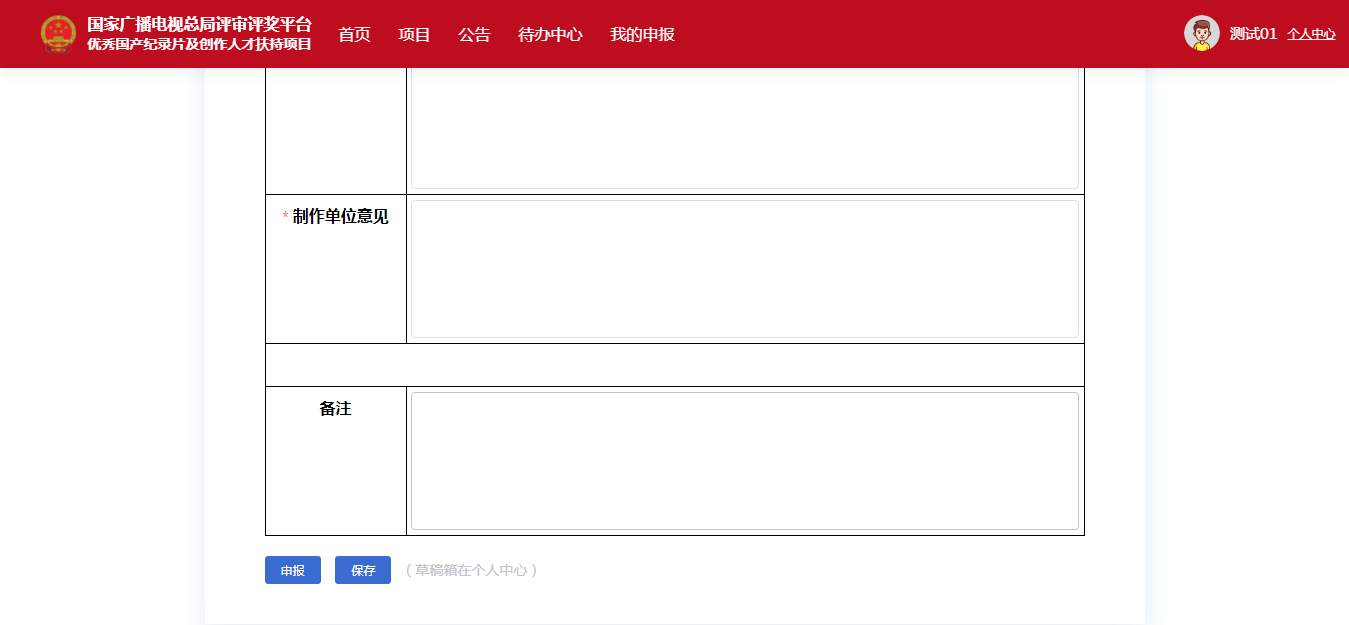 国家广播电视总局评审评奖平台
优秀国产纪录片及创作人才扶持项目
首页 项目 公告 待办中心 我的申报
测试01 个人中心
* 制作单位意见
备注
申报 保存 （草稿箱在个人中心）